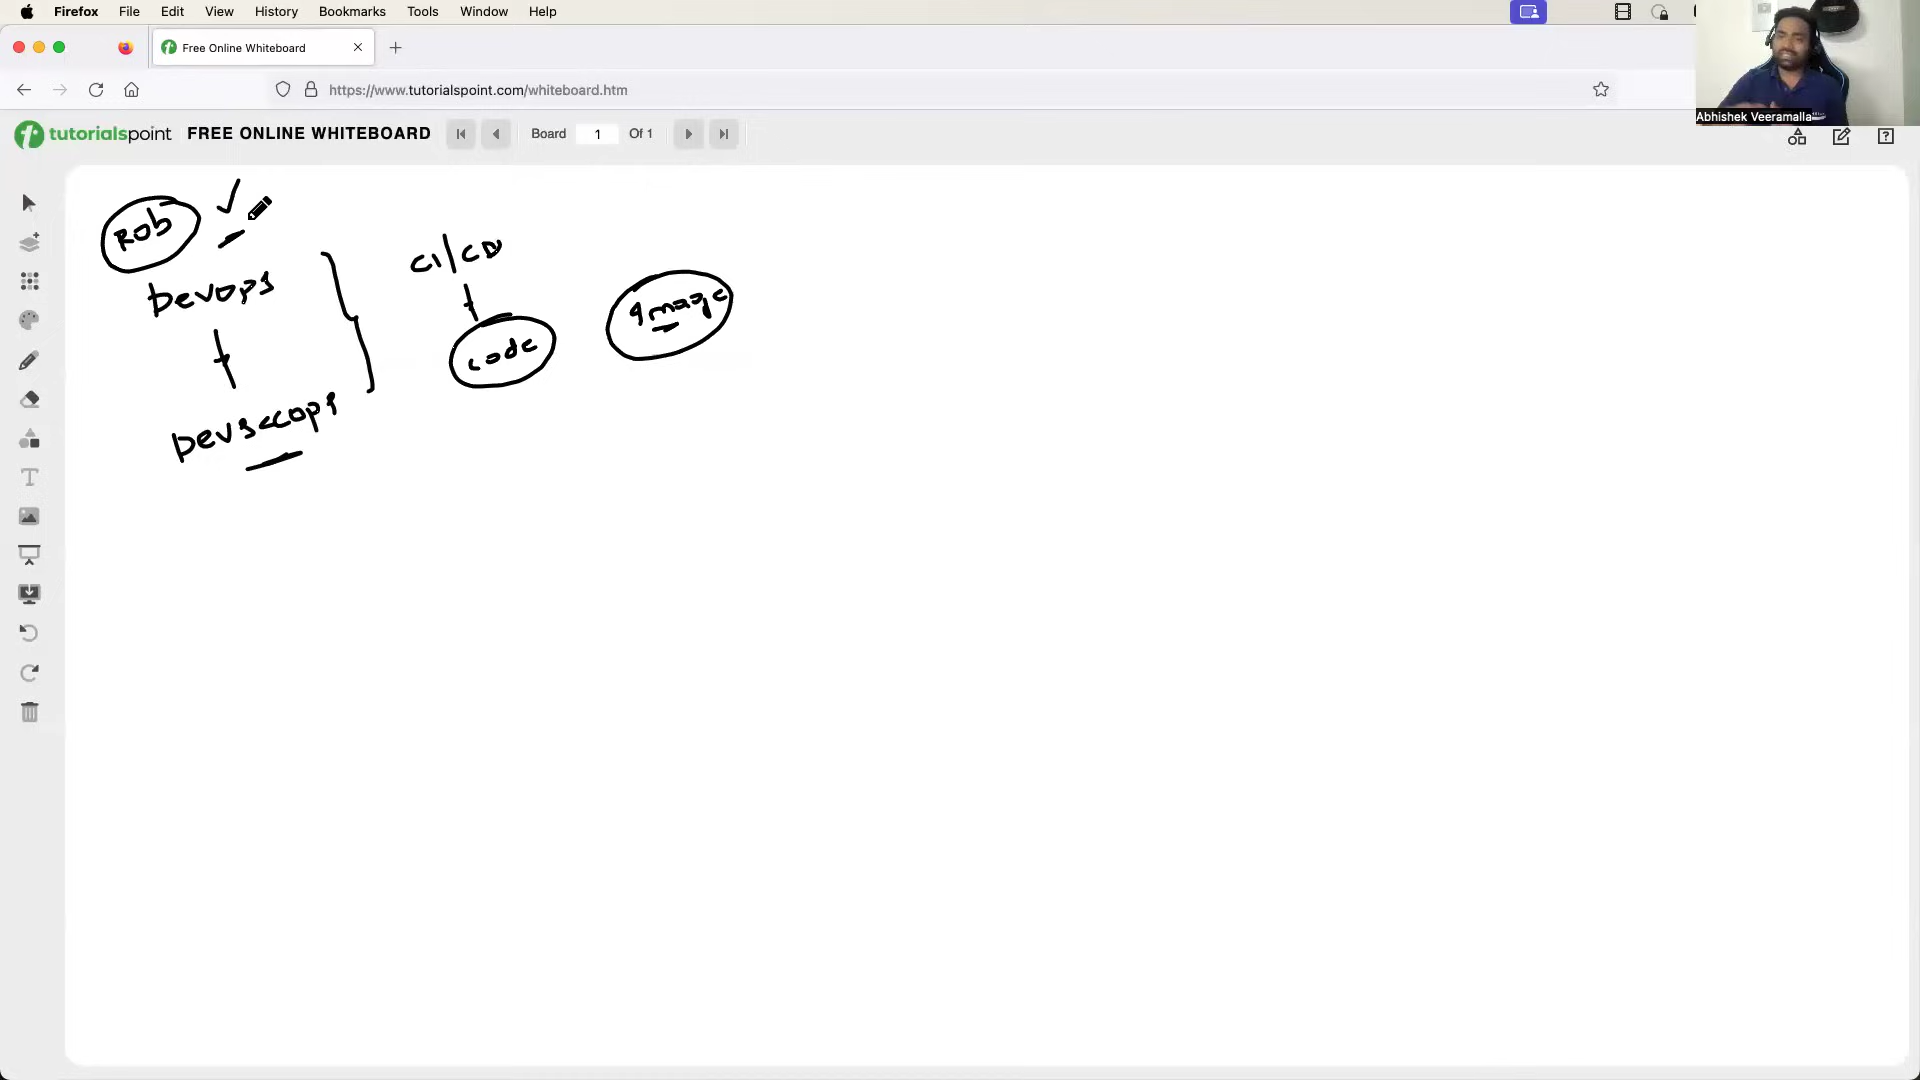 Firefox File Edit View History Bookmarks Tools Window Help
Free Online Whiteboard
https://www.tutorialspoint.com/whiteboard.htm
Abhishek Veeramalla
tutorialspoint FREE ONLINE WHITEBOARD Board 1 Of 1
T
Rob
CI/CD
Devops
Image
code
Devsecops